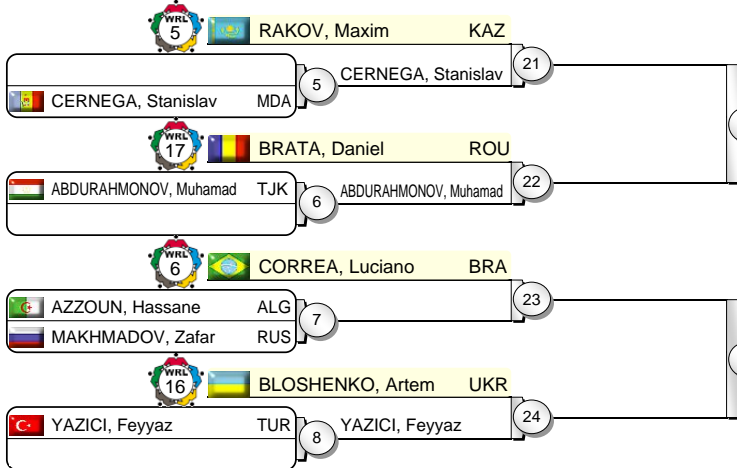 WRL
5
RAKOV, Maxim KAZ
21
5
CERNEGA, Stanislav
CERNEGA, Stanislav MDA
WRL
17
BRATA, Daniel ROU
22
ABDURAHMONOV, Muhamad TJK
6
ABDURAHMONOV, Muhamad
WRL
6
CORREA, Luciano BRA
23
AZZOUN, Hassane ALG
7
MAKHMADOV, Zafar RUS
WRL
16
BLOSHENKO, Artem UKR
24
YAZICI, Feyyaz TUR
8
YAZICI, Feyyaz